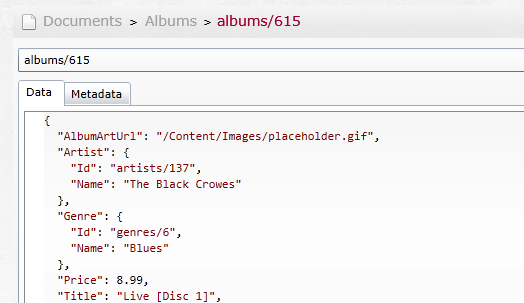 Documents > Albums > albums/615
albums/615
Data Metadata
{
"AlbumArtUrl": "/Content/Images/placeholder.gif",
"Artist": {
"Id": "artists/137",
"Name": "The Black Crowes"
},
"Genre": {
"Id": "genres/6",
"Name": "Blues"
},
"Price": 8.99,
"Title": "Live [Disc 1]",